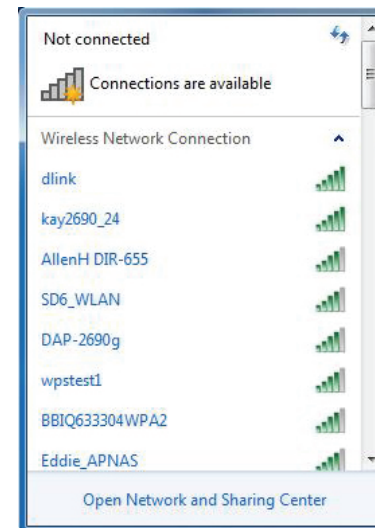 Not connected
Connections are available
Wireless Network Connection
dlink
kay2690_24
AllenH DIR-655
SD6_WLAN
DAP-2690g
wpstest1
BBIQ633304WPA2
Eddie_APNAS
Open Network and Sharing Center